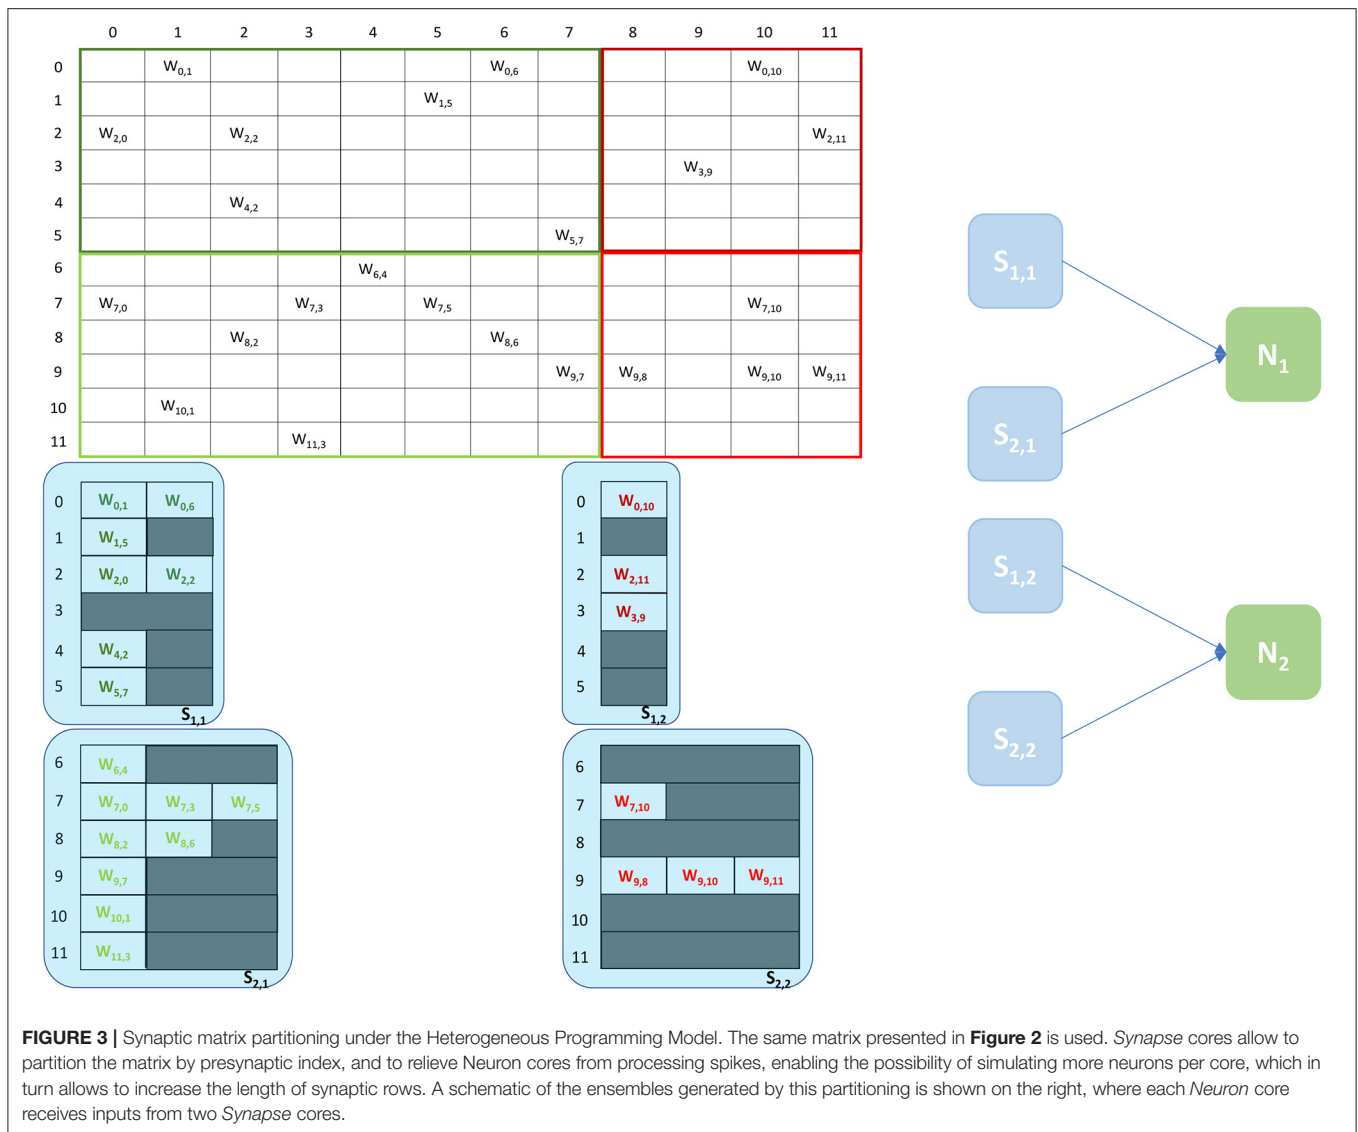 0 1 2 3 4 5 6 7 8 9 10 11
0 W0,1 W0,6 W0,10
1 W1,5
2 W2,0 W2,2 W2,11
3 W3,9
4 W4,2
5 W5,7
6 W6,4
7 W7,0 W7,3 W7,5 W7,10
8 W8,2 W8,6
9 W9,7 W9,8 W9,10 W9,11
10 W10,1
11 W11,3
0 W0,1 W0,6
1 W1,5
2 W2,0 W2,2
3
4 W4,2
5 W5,7
S1,1
0 W0,10
1
2 W2,11
3 W3,9
4
5
S1,2
6 W6,4
7 W7,0 W7,3 W7,5
8 W8,2 W8,6
9 W9,7
10 W10,1
11 W11,3
S2,1
6
7 W7,10
8
9 W9,8 W9,10 W9,11
10
11
S2,2
S1,1
N1
S2,1
S1,2
N2
S2,2
FIGURE 3 | Synaptic matrix partitioning under the Heterogeneous Programming Model. The same matrix presented in Figure 2 is used. Synapse cores allow to
partition the matrix by presynaptic index, and to relieve Neuron cores from processing spikes, enabling the possibility of simulating more neurons per core, which in
turn allows to increase the length of synaptic rows. A schematic of the ensembles generated by this partitioning is shown on the right, where each Neuron core
receives inputs from two Synapse cores.